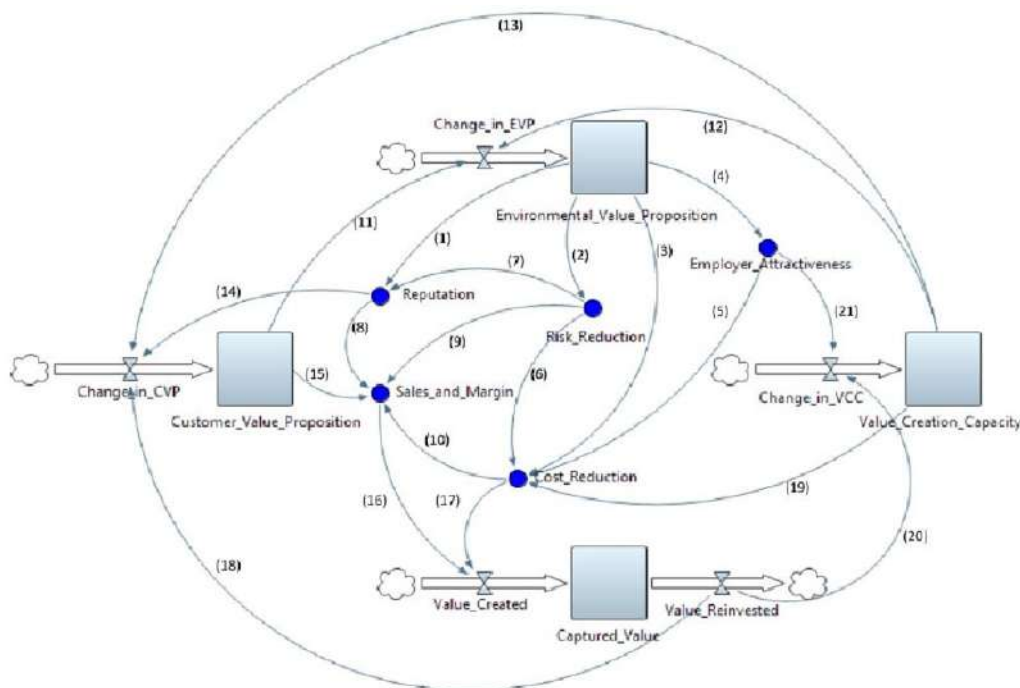 (13)
Change_in_EVP
(12)
(4)
Environmental_Value_Proposition
(11)
(1)
(2)
(3)
Employer_Attractiveness
(7)
(14)
Reputation
(5)
(21)
(8)
(9)
Risk_Reduction
(15)
(6)
Change_in_CVP
Sales_and_Margin
Change_in_VCC
Customer_Value_Proposition
Value_Creation_Capacity
(10)
Cost_Reduction
(16)
(17)
(19)
(20)
(18)
Value_Created
Value_Reinvested
Captured_Value